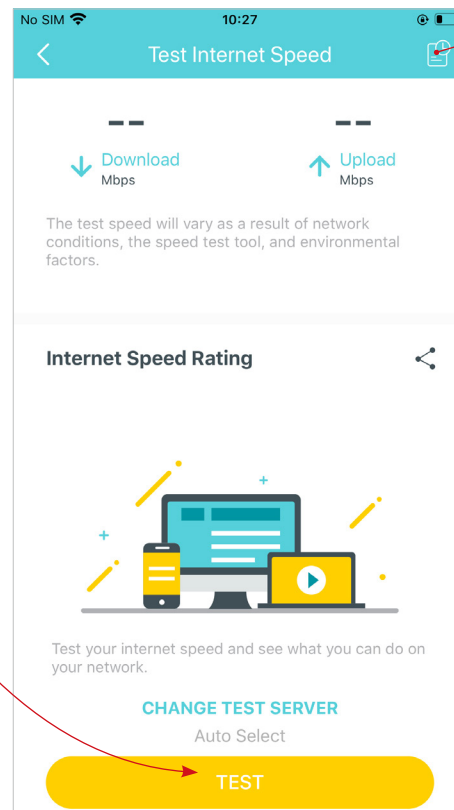 No SIM 10:27
Test Internet Speed
-- --
Download Upload
Mbps Mbps
The test speed will vary as a result of network
conditions, the speed test tool, and environmental
factors.
Internet Speed Rating
Test your internet speed and see what you can do on
your network.
CHANGE TEST SERVER
Auto Select
TEST